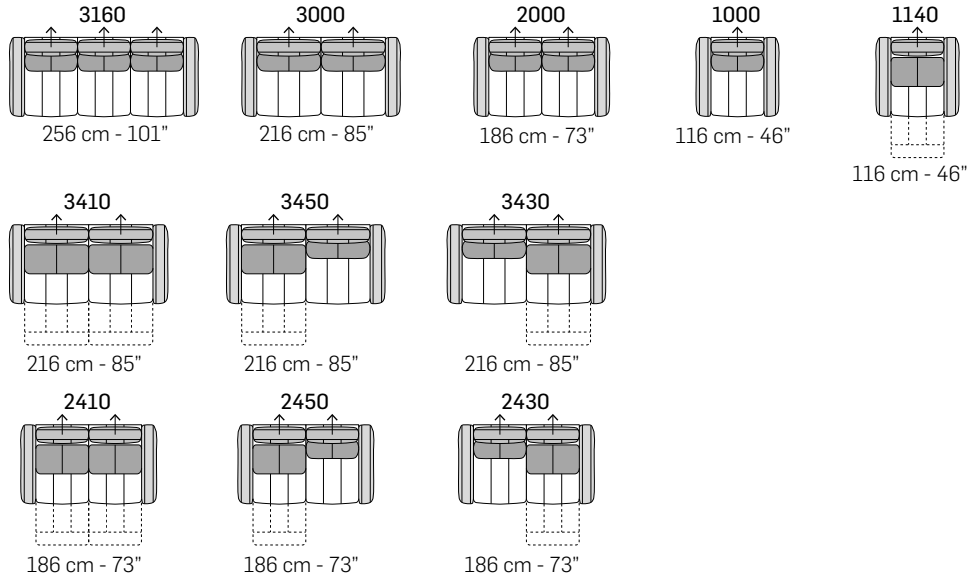 3160
256 cm - 101”
3000
216 cm - 85”
2000
186 cm - 73”
1000
116 cm - 46”
1140
116 cm - 46”
3410
216 cm - 85”
3450
216 cm - 85”
3430
216 cm - 85”
2410
186 cm - 73”
2450
186 cm - 73”
2430
186 cm - 73”